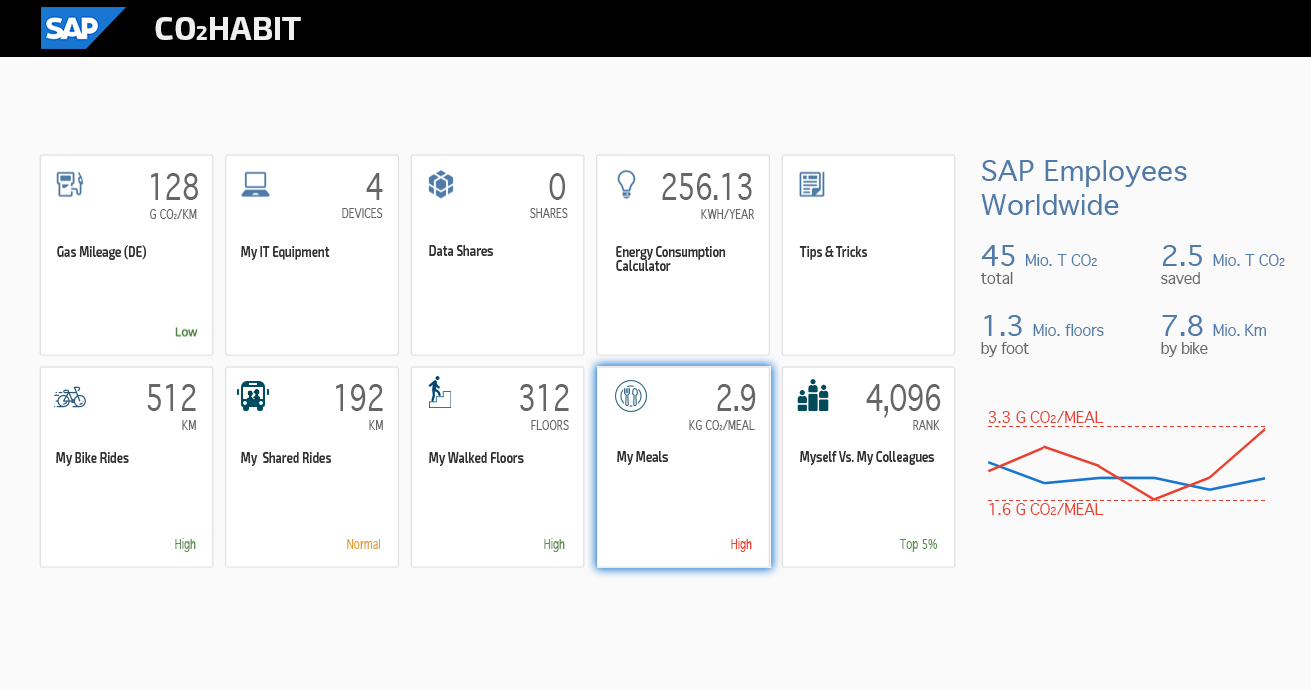 SAP CO₂HABIT
128
G CO₂/KM
Gas Mileage (DE)
Low
4
DEVICES
My IT Equipment
0
SHARES
Data Shares
256.13
KWH/YEAR
Energy Consumption
Calculator
Tips & Tricks
512
KM
My Bike Rides
High
192
KM
My Shared Rides
Normal
312
FLOORS
My Walked Floors
High
2.9
KG CO₂/MEAL
My Meals
High
4,096
RANK
Myself Vs. My Colleagues
Top 5%
SAP Employees
Worldwide
45 Mio. T CO₂
total
2.5 Mio. T CO₂
saved
1.3 Mio. floors
by foot
7.8 Mio. Km
by bike
3.3 G CO₂/MEAL
1.6 G CO₂/MEAL